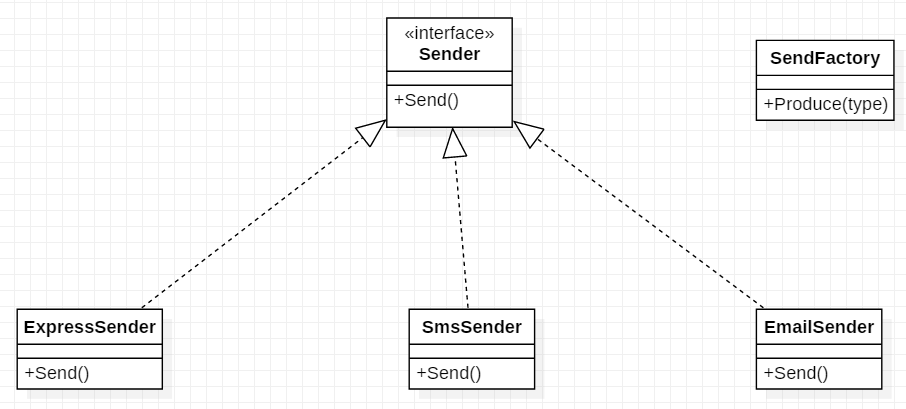 «interface»
Sender
+Send()
SendFactory
+Produce(type)
ExpressSender
+Send()
SmsSender
+Send()
EmailSender
+Send()